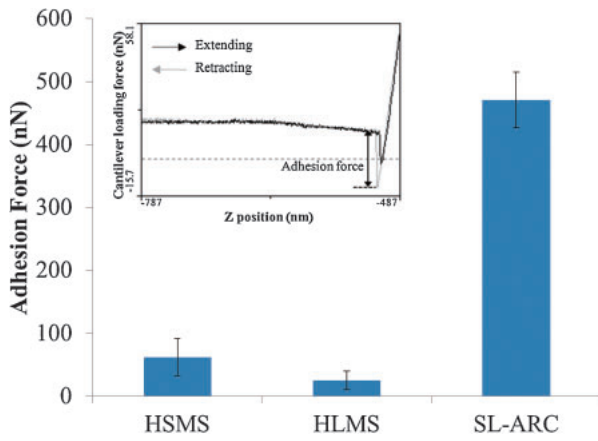 Adhesion Force (nN)
600
500
400
300
200
100
0
HSMS
HLMS
SL-ARC
Cantilever loading force (nN)
58.1
-15.7
Extending
Retracting
Adhesion force
-787
-487
Z position (nm)